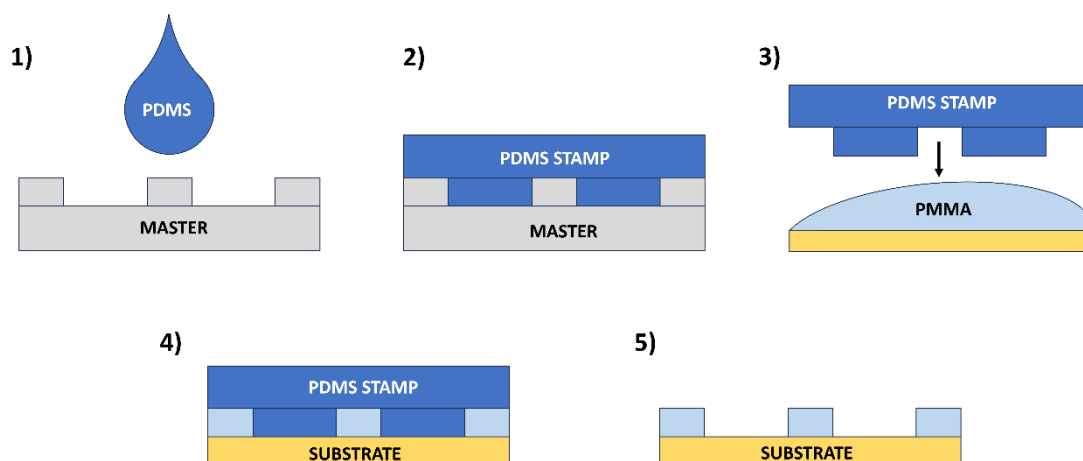 1)
PDMS
MASTER
2)
PDMS STAMP
MASTER
3)
PDMS STAMP
PMMA
4)
PDMS STAMP
SUBSTRATE
5)
SUBSTRATE